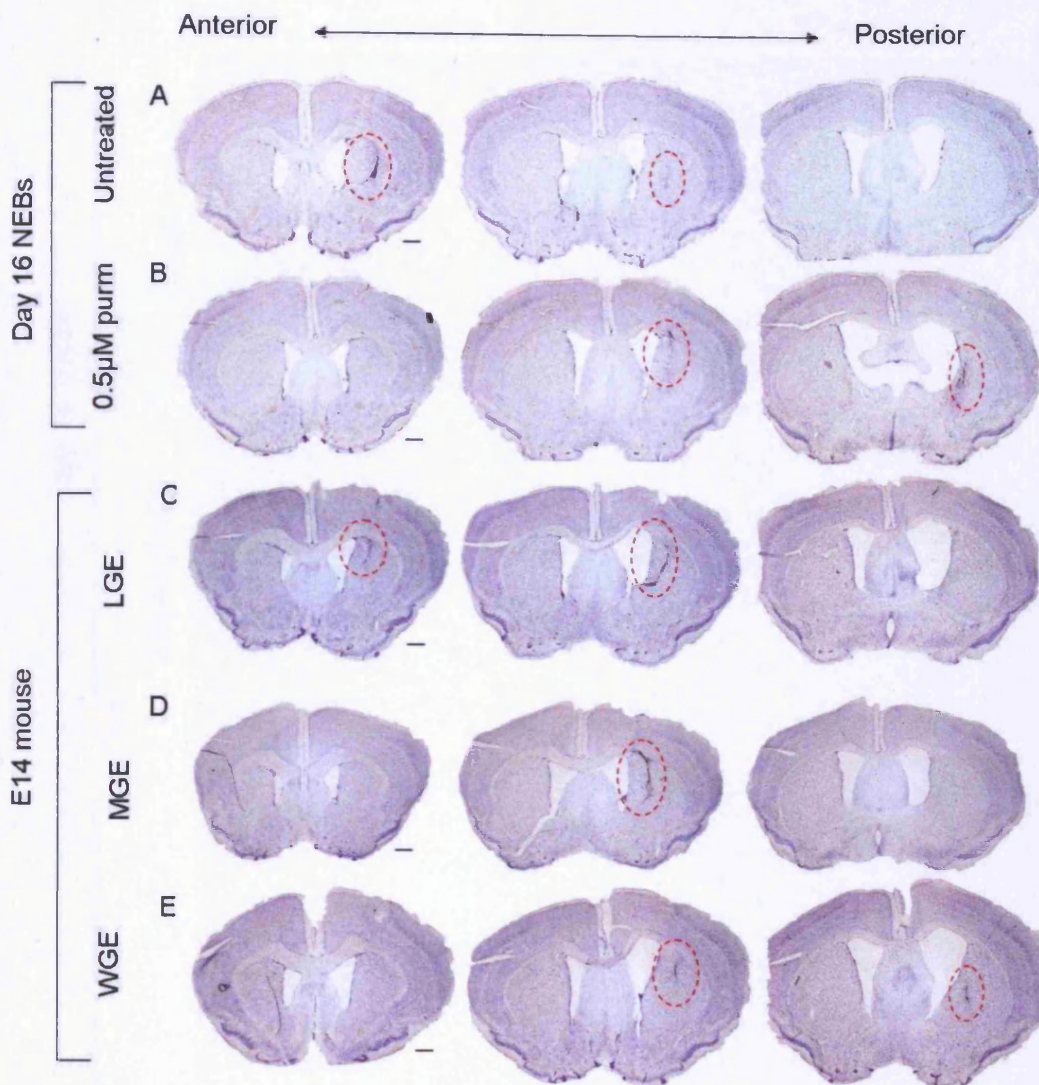 Anterior
Posterior
Day 16 NEBs
Untreated
A
0.5µM purm
B
E14 mouse
LGE
C
MGE
D
WGE
E